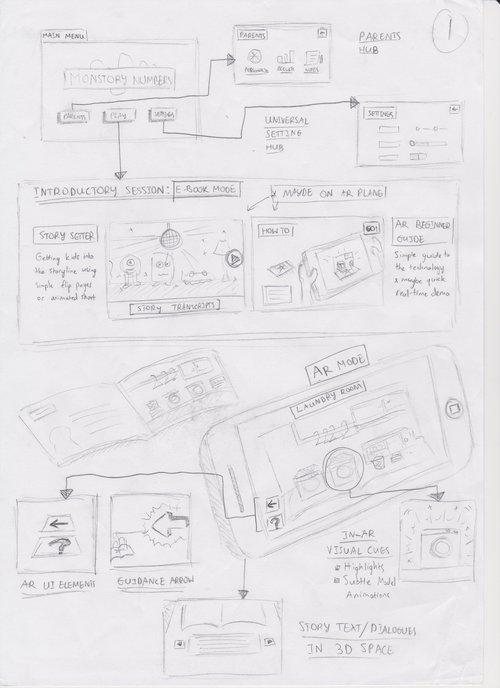 1
MAIN MENU
MONSTORY NUMBERS
PARENTS
PLAY
SETTINGS
PARENTS
RESULTS
NOTES
PARENTS
HUB
UNIVERSAL
SETTING
HUB
SETTINGS
INTRODUCTORY SESSION: E-BOOK MODE
x MAYBE ON AR PLANE
STORY SETTER
Getting kids into
the storyline using
simple flip pages
or animated short
STORY TRANSCRIPTS
HOW TO
GO!
AR BEGINNER
GUIDE
Simple guide to
the technology
x maybe quick
real-time demo
AR MODE
LAUNDRY ROOM
?
?
AR UI ELEMENTS
GUIDANCE ARROW
IN-AR
VISUAL CUES
Highlights
Subtle Model
Animations
STORY TEXT/DIALOGUES
IN 3D SPACE